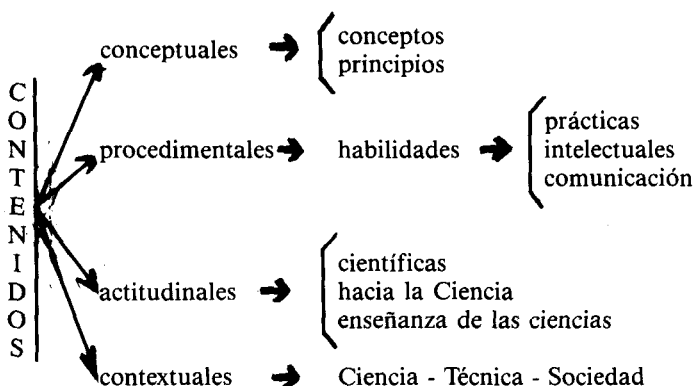 CONTENIDOS
conceptuales
conceptos
principios
procedimentales
habilidades
prácticas
intelectuales
comunicación
actitudinales
científicas
hacia la Ciencia
enseñanza de las ciencias
contextuales
Ciencia - Técnica - Sociedad